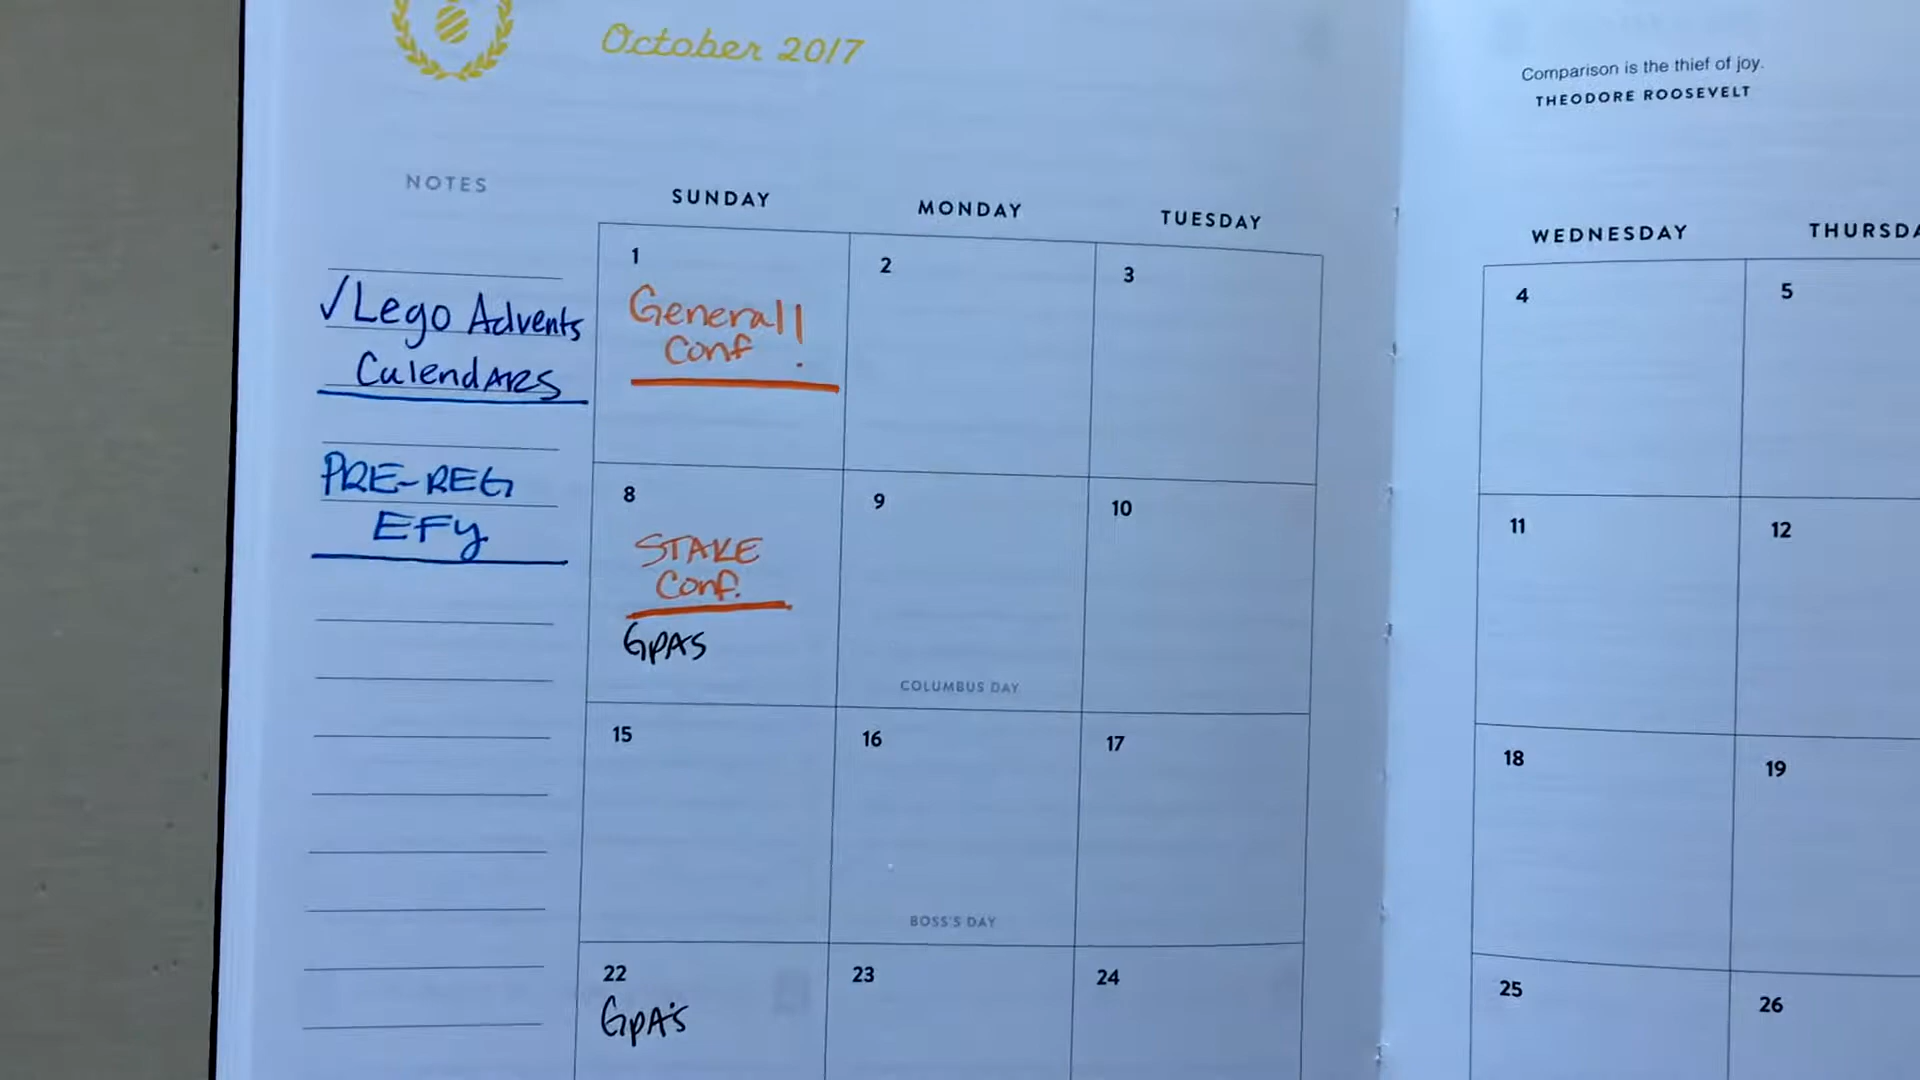 October 2017
Comparison is the thief of joy.
THEODORE ROOSEVELT
NOTES
SUNDAY MONDAY TUESDAY WEDNESDAY
✓Lego Advents
Calendars
PRE-REG
EFY
1 2 3 4 5
General!
Conf
8 9 10 11 12
STAKE
Conf.
GPAS
COLUMBUS DAY
15 16 17 18 19
BOSS'S DAY
22 23 24 25 26
GPA's